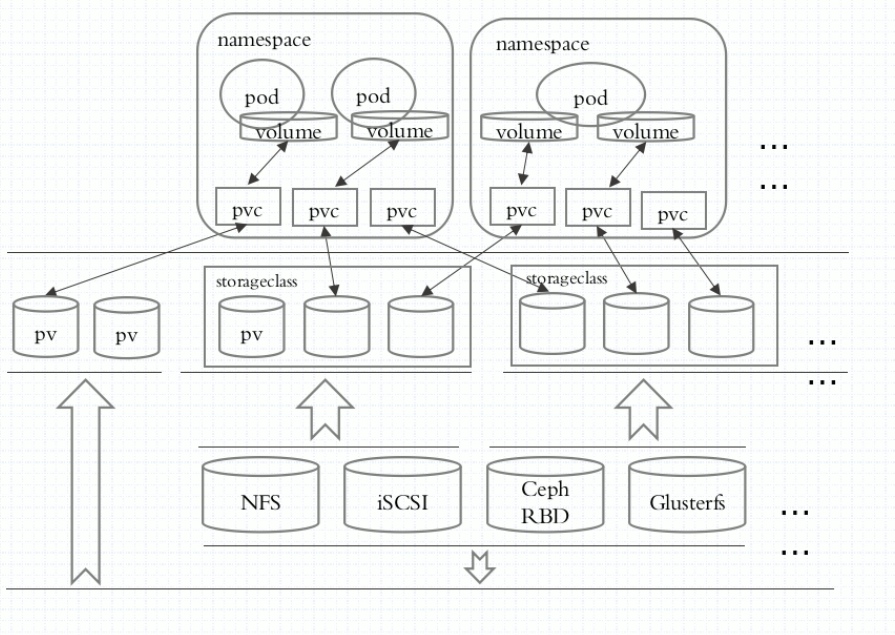 namespace
namespace
pod
pod
pod
volume
volume
volume
volume
...
...
pvc
pvc
pvc
pvc
pvc
pvc
storageclass
storageclass
pv
pv
pv
...
...
NFS
iSCSI
Ceph
RBD
Glusterfs
...
...